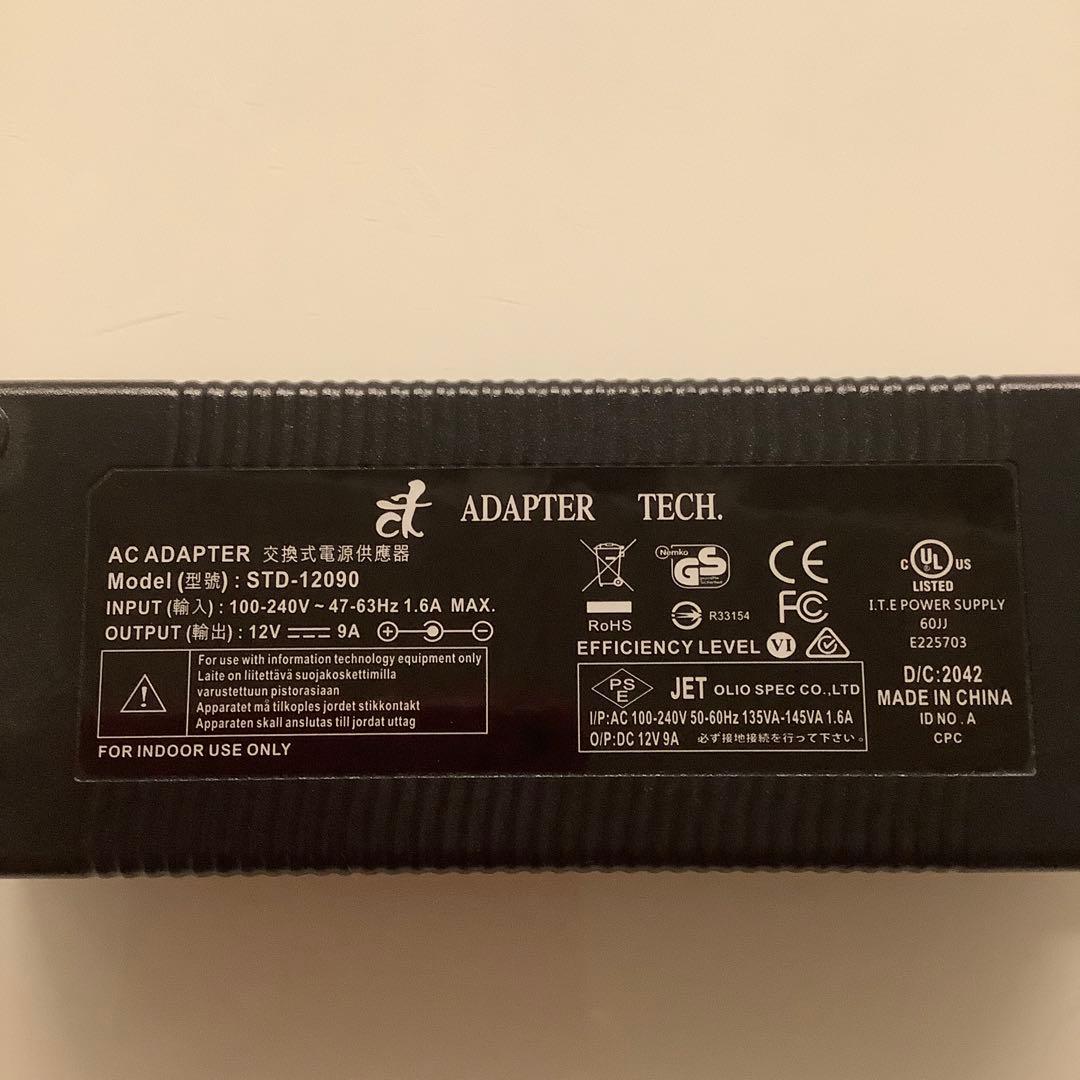 ADAPTER TECH.
AC ADAPTER 交換式電源供應器
Model (型號) : STD-12090
INPUT (輸入) : 100-240V ~ 47-63Hz 1.6A MAX.
OUTPUT (輸出) : 12V 9A
For use with information technology equipment only
Laite on liitettävä suojakoskettimilla
varustettuun pistorasiaan
Apparatet må tilkoples jordet stikkontakt
Apparaten skall anslutas till jordat uttag
FOR INDOOR USE ONLY
RoHS
Nemko
GS
R33154
CE
FC
EFFICIENCY LEVEL VI
PS
E
JET OLIO SPEC CO.,LTD
I/P:AC 100-240V 50-60Hz 135VA-145VA 1.6A
O/P:DC 12V 9A 必ず接地接続を行って下さい。
C UL US
LISTED
I.T.E POWER SUPPLY
60JJ
E225703
D/C:2042
MADE IN CHINA
ID NO . A
CPC